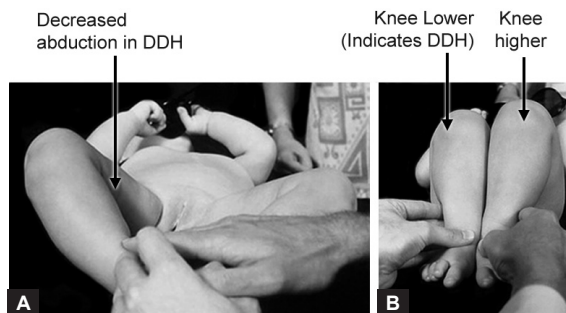 Decreased
abduction in DDH
Knee Lower
(Indicates DDH)
Knee
higher
A
B